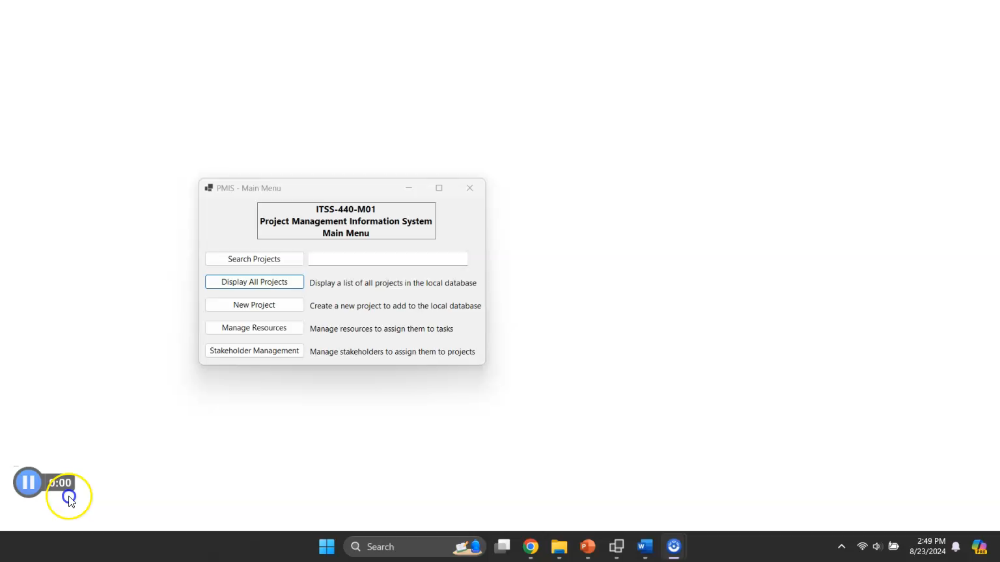 PMIS - Main Menu
ITSS-440-M01
Project Management Information System
Main Menu
Search Projects
Display All Projects Display a list of all projects in the local database
New Project Create a new project to add to the local database
Manage Resources Manage resources to assign them to tasks
Stakeholder Management Manage stakeholders to assign them to projects
0:00
Search
2:49 PM
8/23/2024
P
W
PRE